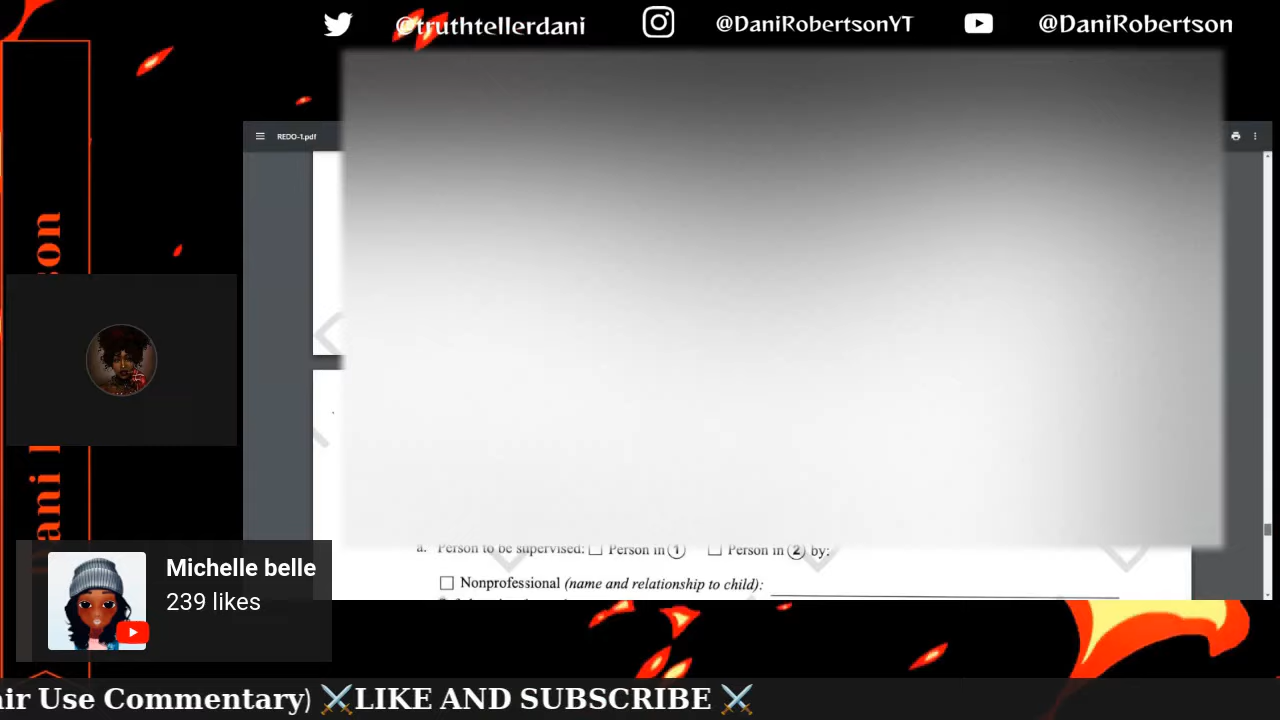 @truthtellerdani @DaniRobertsonYT @DaniRobertson
REDO-1.pdf
a. Person to be supervised: Person in 1 Person in 2 by:
Nonprofessional (name and relationship to child):
Michelle belle
239 likes
Use Commentary) ⚔️LIKE AND SUBSCRIBE ⚔️